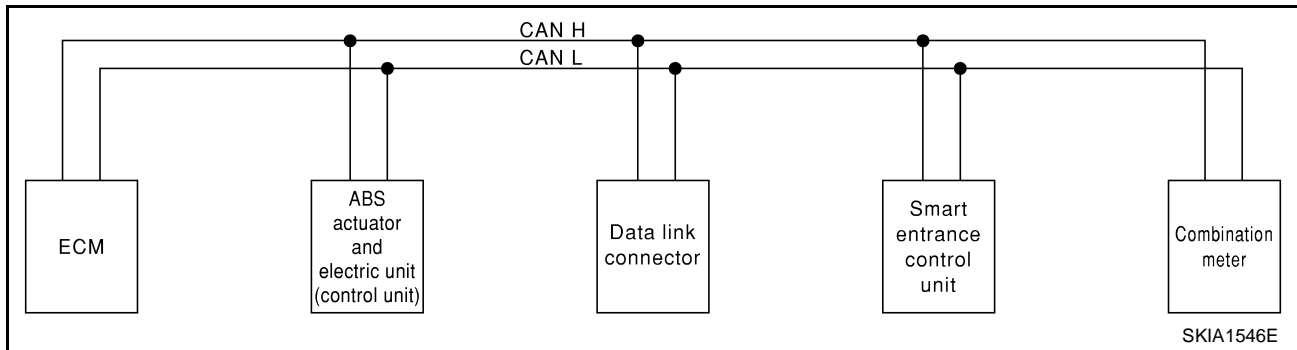 CAN H
CAN L
ECM
ABS
actuator
and
electric unit
(control unit)
Data link
connector
Smart
entrance
control
unit
Combination
meter
SKIA1546E